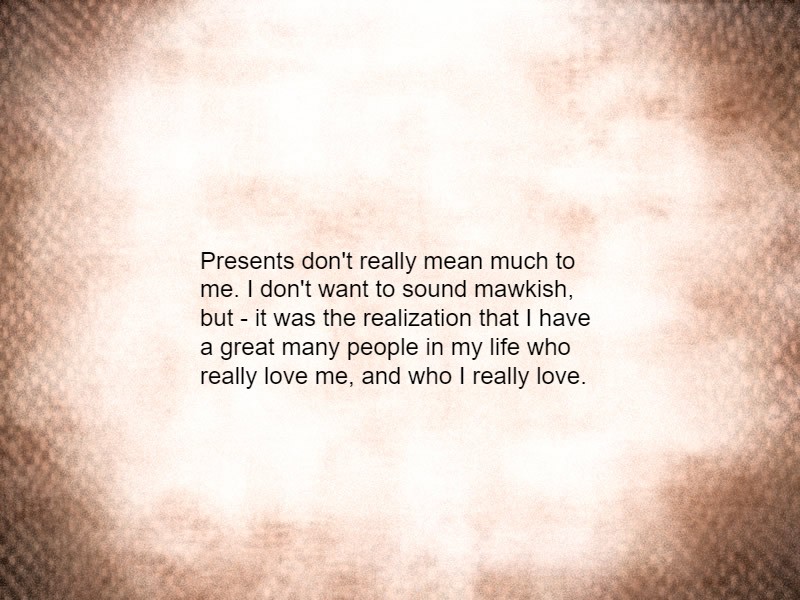 Presents don't really mean much to
me. I don't want to sound mawkish,
but - it was the realization that I have
a great many people in my life who
really love me, and who I really love.